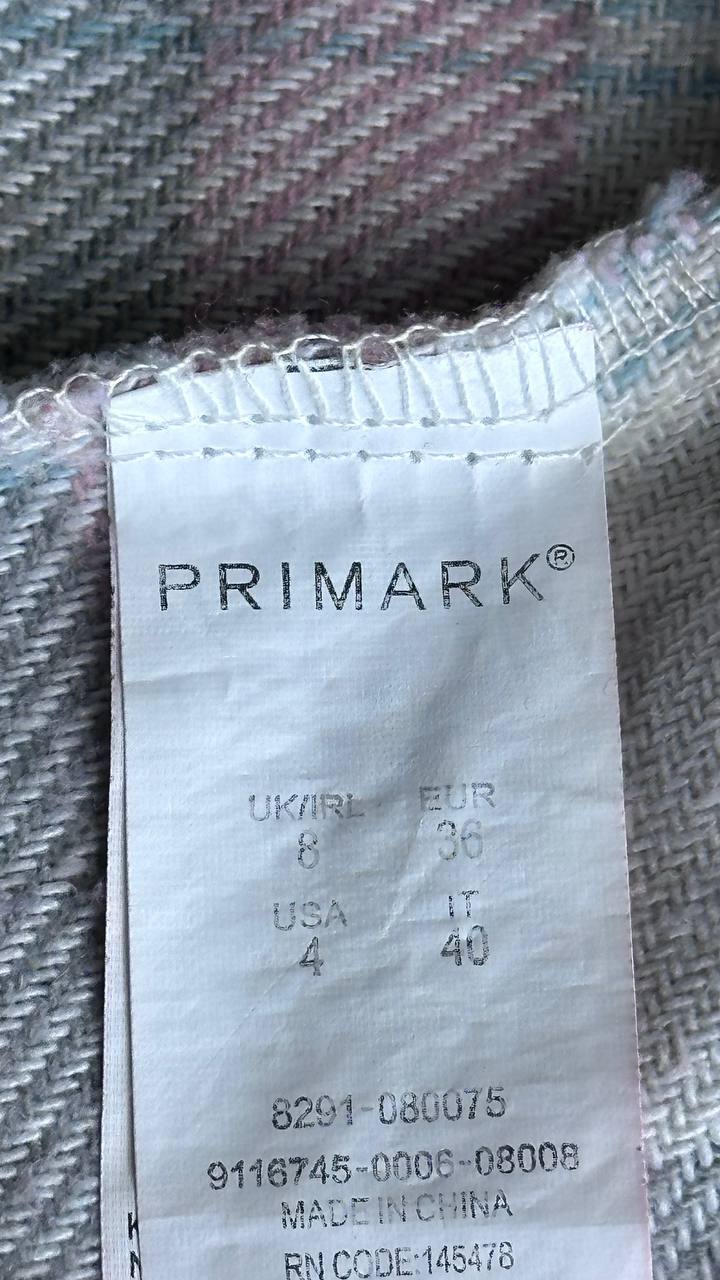 PRIMARK®
UK/IRL EUR
8 36
USA IT
4 40
8291-080075
9116745-0006-08008
MADE IN CHINA
RN CODE:145478